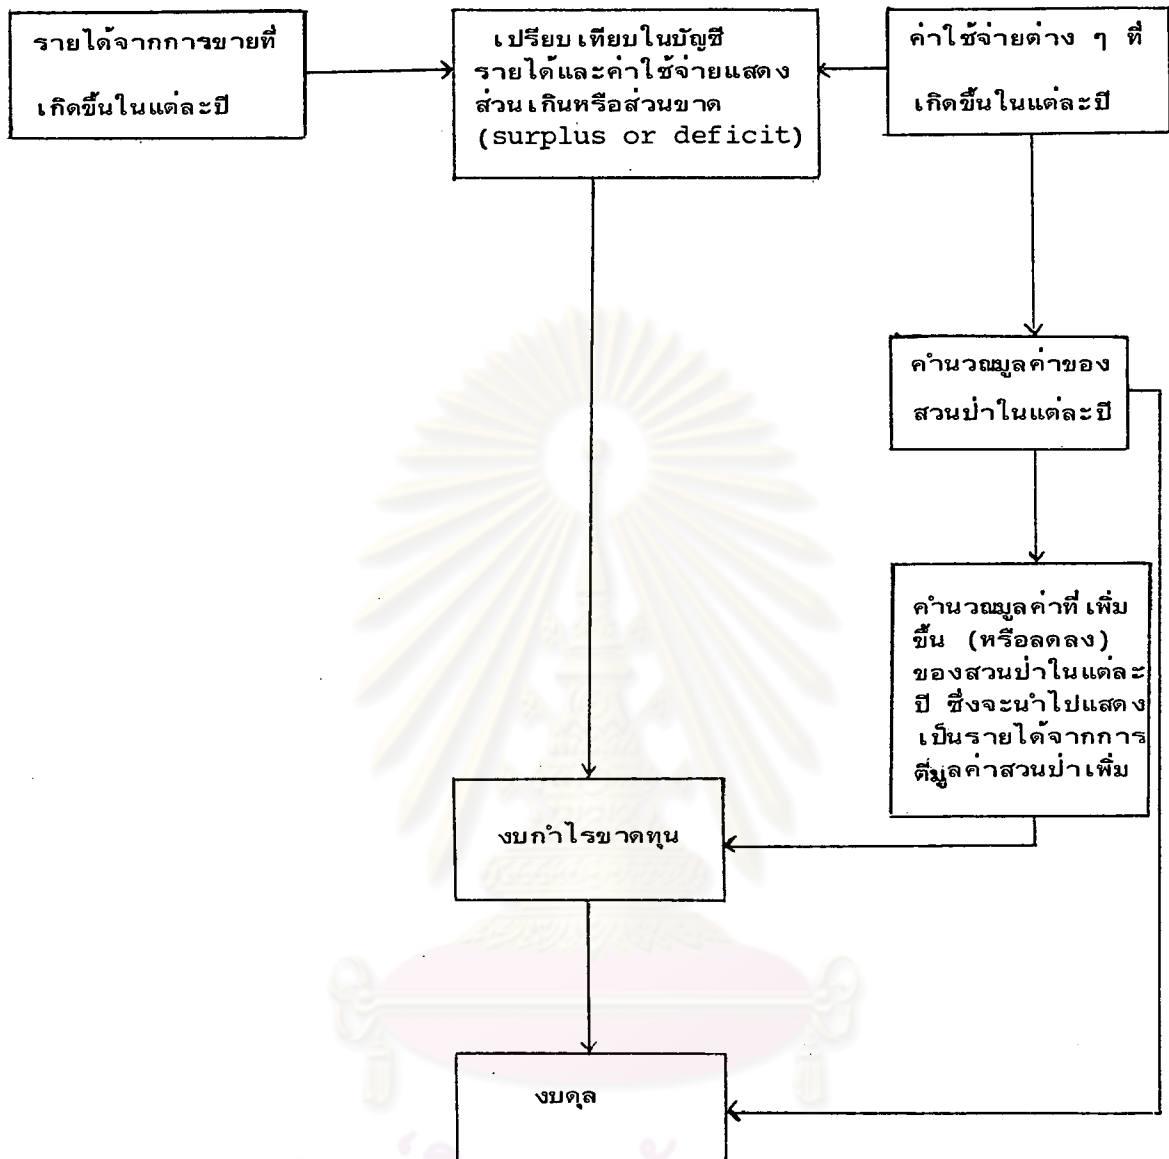 รายได้จากการขายที่
เกิดขึ้นในแต่ละปี
เปรียบเทียบในบัญชี
รายได้และค่าใช้จ่ายแสดง
ส่วนเกินหรือส่วนขาด
(surplus or deficit)
ค่าใช้จ่ายต่าง ๆ ที่
เกิดขึ้นในแต่ละปี
คำนวณมูลค่าของ
สวนป่าในแต่ละปี
คำนวณมูลค่าที่เพิ่ม
ขึ้น (หรือลดลง)
ของสวนป่าในแต่ละ
ปี ซึ่งจะนำไปแสดง
เป็นรายได้จากการ
ตีมูลค่าสวนป่าเพิ่ม
งบกำไรขาดทุน
งบดุล